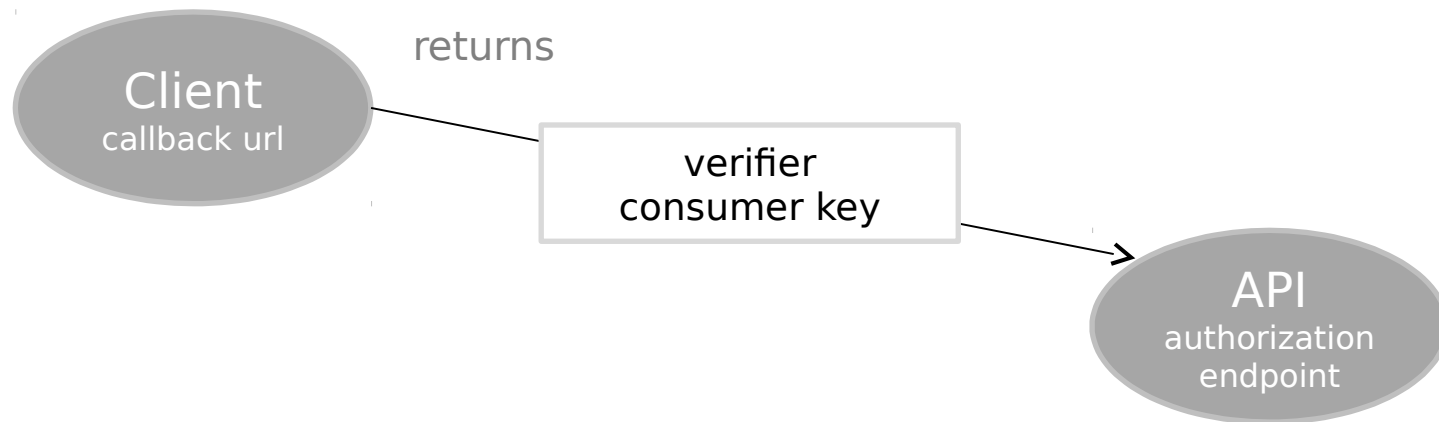 returns
Client
callback url
verifier
consumer key
API
authorization
endpoint